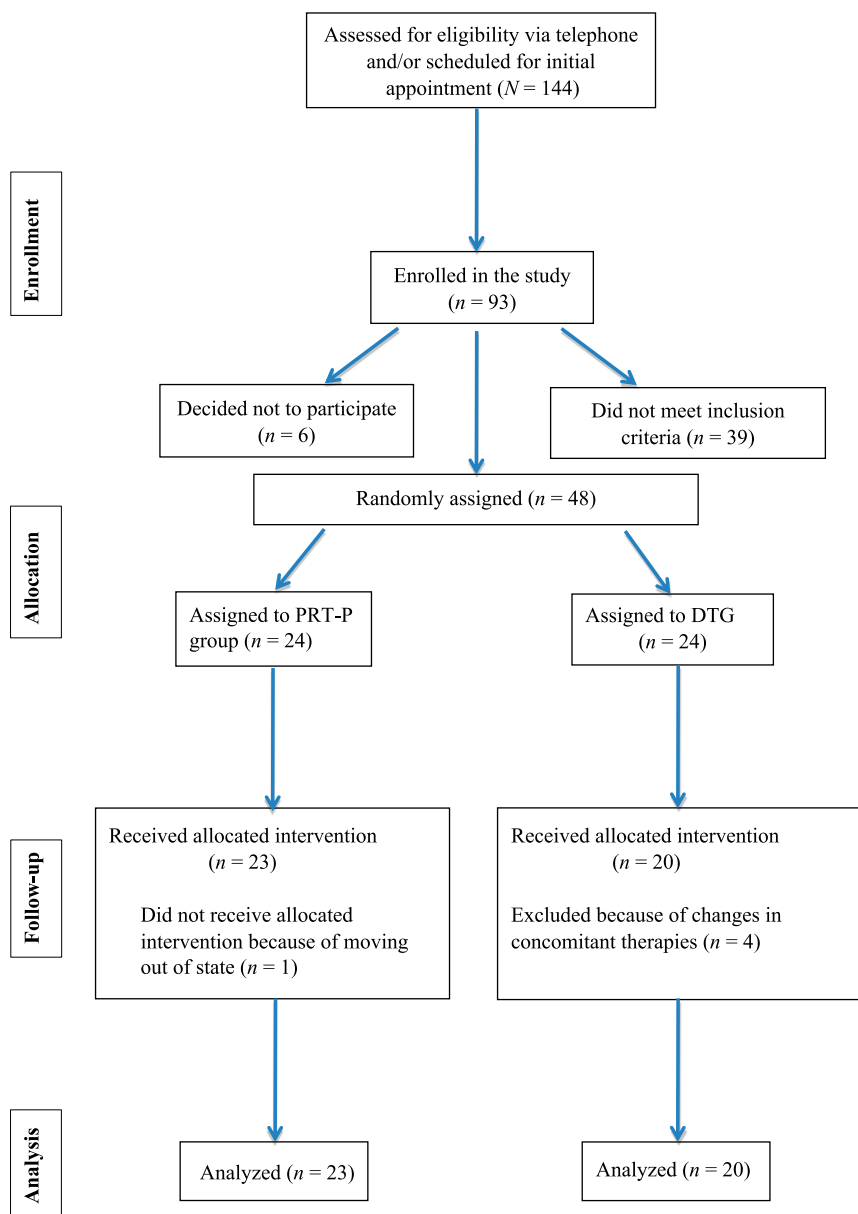 Assessed for eligibility via telephone
and/or scheduled for initial
appointment (N = 144)
Enrollment
Enrolled in the study
(n = 93)
Decided not to participate
(n = 6)
Did not meet inclusion
criteria (n = 39)
Randomly assigned (n = 48)
Allocation
Assigned to PRT-P
group (n = 24)
Assigned to DTG
(n = 24)
Follow-up
Received allocated intervention
(n = 23)
Did not receive allocated
intervention because of moving
out of state (n = 1)
Received allocated intervention
(n = 20)
Excluded because of changes in
concomitant therapies (n = 4)
Analysis
Analyzed (n = 23)
Analyzed (n = 20)